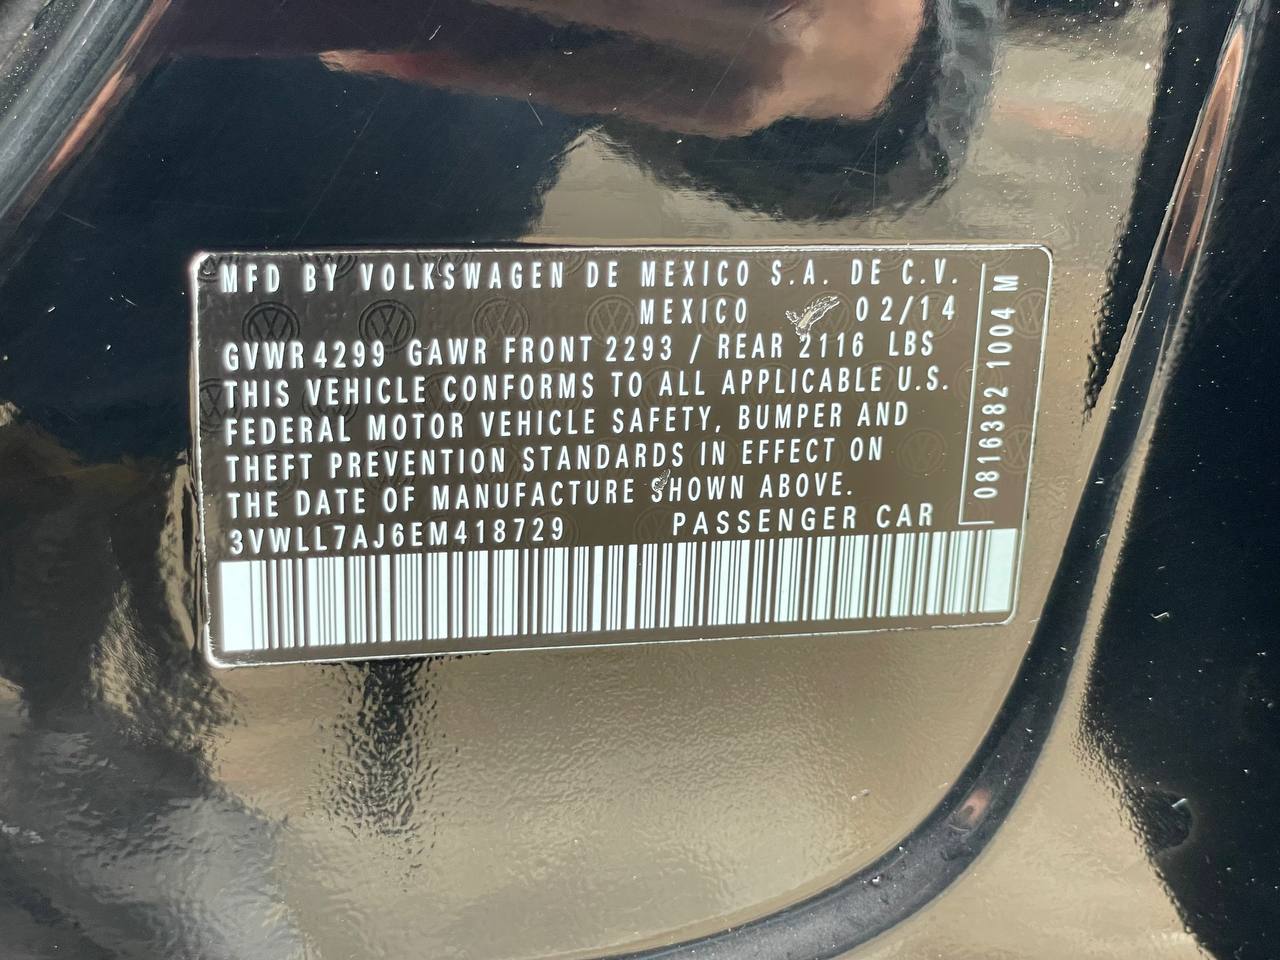 MFD BY VOLKSWAGEN DE MEXICO S.A. DE C.V.
MEXICO 02/14
GVWR 4299 GAWR FRONT 2293 / REAR 2116 LBS
THIS VEHICLE CONFORMS TO ALL APPLICABLE U.S.
FEDERAL MOTOR VEHICLE SAFETY, BUMPER AND
THEFT PREVENTION STANDARDS IN EFFECT ON
THE DATE OF MANUFACTURE SHOWN ABOVE.
3VWLL7AJ6EM418729 PASSENGER CAR
0816382 1004 M